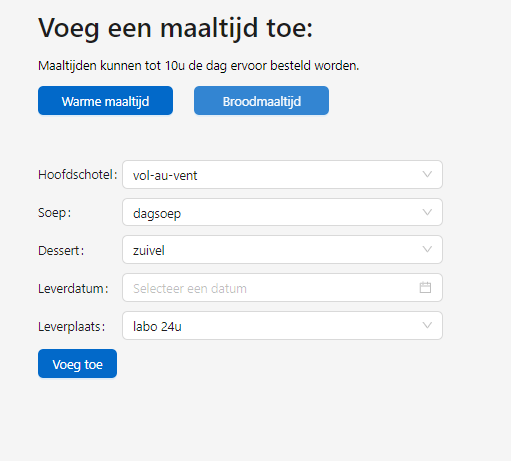 Voeg een maaltijd toe:
Maaltijden kunnen tot 10u de dag ervoor besteld worden.
Warme maaltijd Broodmaaltijd
Hoofdschotel: vol-au-vent
Soep: dagsoep
Dessert: zuivel
Leverdatum: Selecteer een datum
Leverplaats: labo 24u
Voeg toe